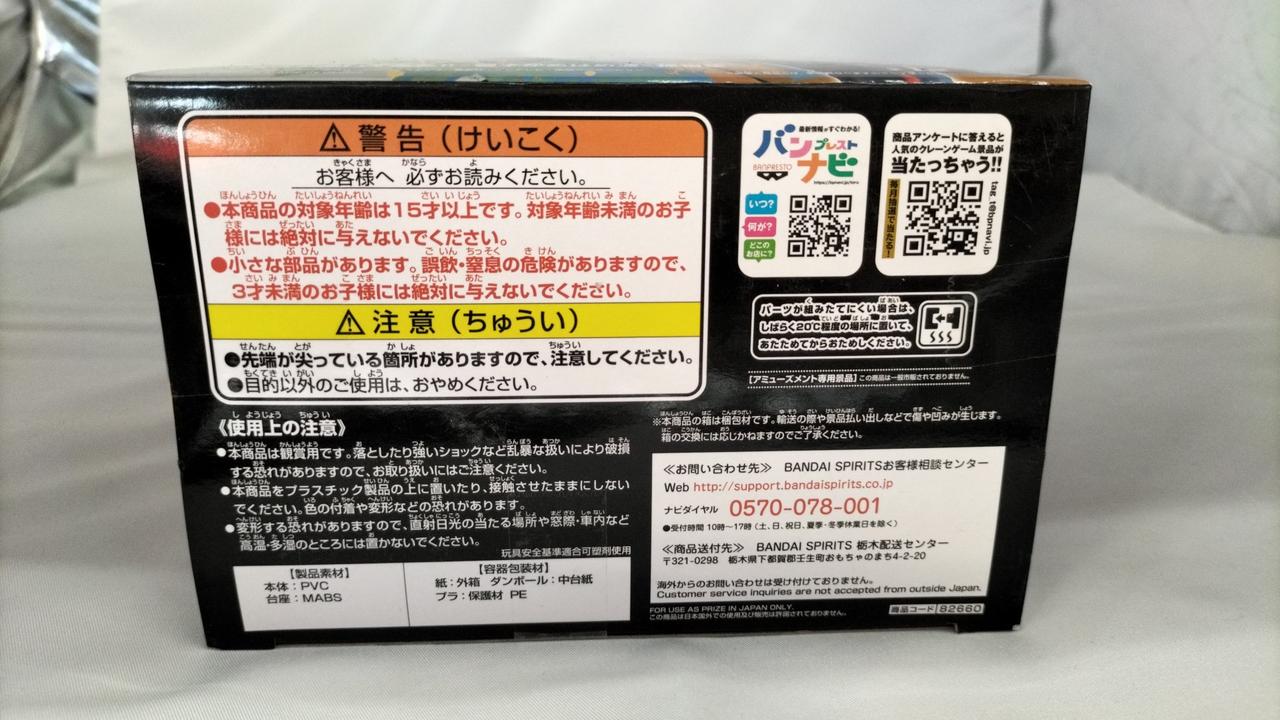 ⚠警告（けいこく）
お客様へ 必ずお読みください。
●本商品の対象年齢は15才以上です。対象年齢未満のお子
様には絶対に与えないでください。
●小さな部品があります。誤飲・窒息の危険がありますので、
3才未満のお子様には絶対に与えないでください。
⚠注意（ちゅうい）
●先端が尖っている箇所がありますので、注意してください。
●目的以外のご使用は、おやめください。
《使用上の注意》
●本商品は観賞用です。落としたり強いショックなど乱暴な扱いにより破損
する恐れがありますので、お取り扱いにはご注意ください。
●本商品をプラスチック製品の上に置いたり、接触させたままにしない
でください。色の付着や変形などの恐れがあります。
●変形する恐れがありますので、直射日光の当たる場所や窓際・車内など
高温・多湿のところには置かないでください。
玩具安全基準適合可塑剤使用
【製品素材】
本体：PVC
台座：MABS
【容器包装材】
紙：外箱 ダンボール：中台紙
プラ：保護材 PE
最新情報がすぐわかる!
バンプレストナビ
BANPRESTO
https://bpnavi.jp/toru
いつ?
何が?
どこの
お店に?
商品アンケートに答えると
人気のクレーンゲーム景品が
当たっちゃう!!
毎月抽選で当たる!
tag_t@bpnavi.jp
パーツが組みたてにくい場合は、
しばらく20℃程度の場所に置いて、
あたためてからおためしください。
【アミューズメント専用景品】この商品は一般市販されておりません。
※本商品の箱は梱包材です。輸送の際や景品払い出しなどで傷や凹みが生じます。
箱の交換には応じかねますのでご了承ください。
≪お問い合わせ先≫ BANDAI SPIRITSお客様相談センター
Web http://support.bandaispirits.co.jp
ナビダイヤル 0570-078-001
●受付時間 10時〜17時（土、日、祝日、夏季・冬季休業日を除く）
≪商品送付先≫ BANDAI SPIRITS 栃木配送センター
〒321-0298 栃木県下都賀郡壬生町おもちゃのまち4-2-20
海外からのお問い合わせは受け付けておりません。
Customer service inquiries are not accepted from outside Japan.
FOR USE AS PRIZE IN JAPAN ONLY.
この商品は日本国外での使用及び販売は許諾されておりません。
商品コード 82660